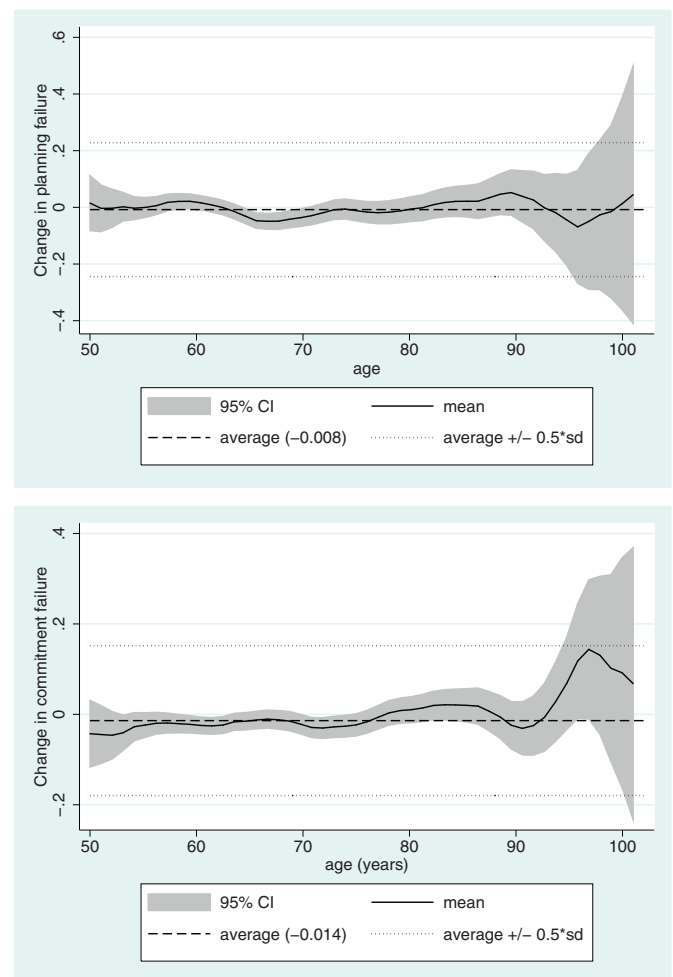 Change in planning failure
.6
.4
.2
0
-.2
-.4
50 60 70 80 90 100
age
95% CI mean
average (−0.008) average +/− 0.5*sd
Change in commitment failure
.4
.2
0
-.2
50 60 70 80 90 100
age (years)
95% CI mean
average (−0.014) average +/− 0.5*sd